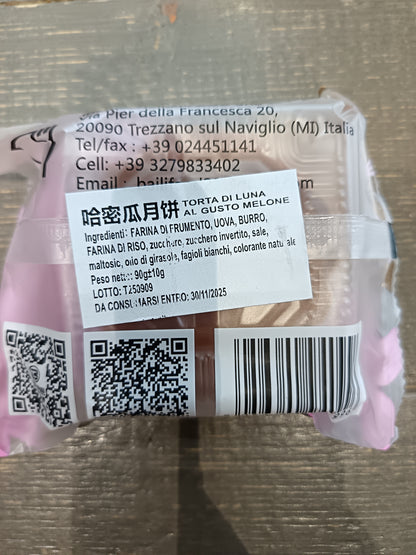 Via Pier della Francesca 20,
20090 Trezzano sul Naviglio (MI) Italia
Tel/fax : +39 024451141
Cell: +39 3279833402
Email :
哈密瓜月饼 TORTA DI LUNA
AL GUSTO MELONE
Ingredienti: FARINA DI FRUMENTO, UOVA, BURRO,
FARINA DI RISO, zucchero, zucchero invertito, sale,
maltosio, olio di girasole, fagioli bianchi, colorante naturale
Peso netto: 90g±10g
LOTTO: T250909
DA CONSUMARSI ENTRO: 30/11/2025